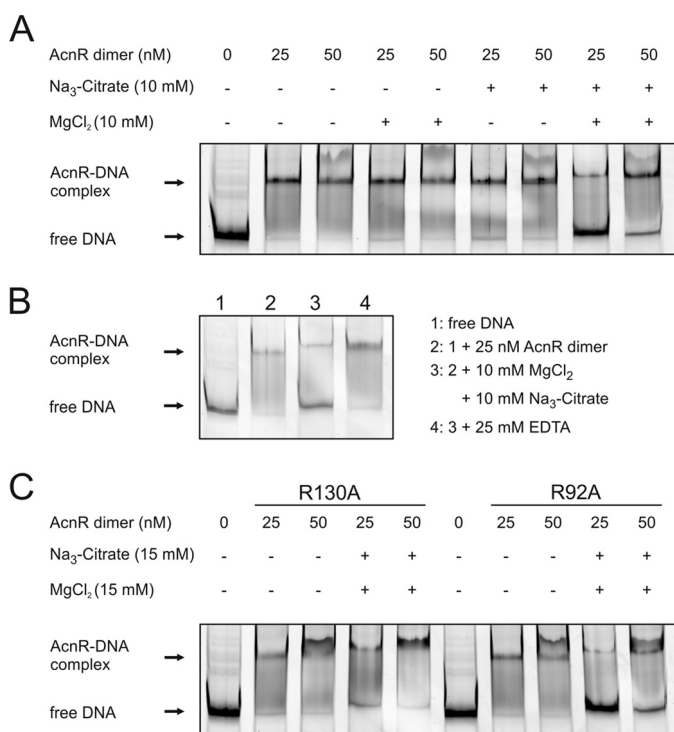 A
AcnR dimer (nM) 0 25 50 25 50 25 50 25 50
Na3-Citrate (10 mM) - - - - - + + + +
MgCl2 (10 mM) - - - + + - - + +
AcnR-DNA
complex
free DNA
B
1 2 3 4
AcnR-DNA
complex
free DNA
1: free DNA
2: 1 + 25 nM AcnR dimer
3: 2 + 10 mM MgCl2
+ 10 mM Na3-Citrate
4: 3 + 25 mM EDTA
C
R130A R92A
AcnR dimer (nM) 0 25 50 25 50 0 25 50 25 50
Na3-Citrate (15 mM) - - - + + - - - + +
MgCl2 (15 mM) - - - + + - - - + +
AcnR-DNA
complex
free DNA